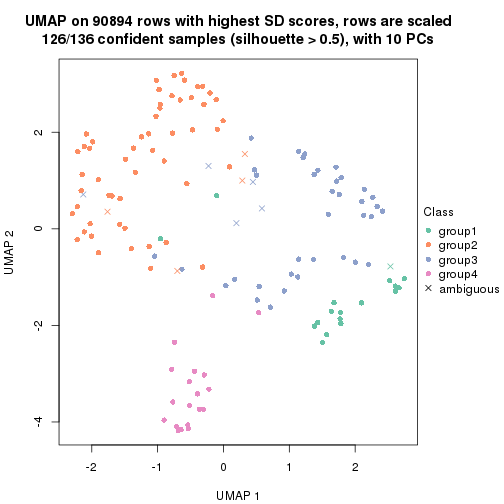 UMAP on 90894 rows with highest SD scores, rows are scaled
126/136 confident samples (silhouette > 0.5), with 10 PCs
2
0
-2
-4
UMAP 2
-2
-1
0
1
2
UMAP 1
Class
group1
group2
group3
group4
ambiguous